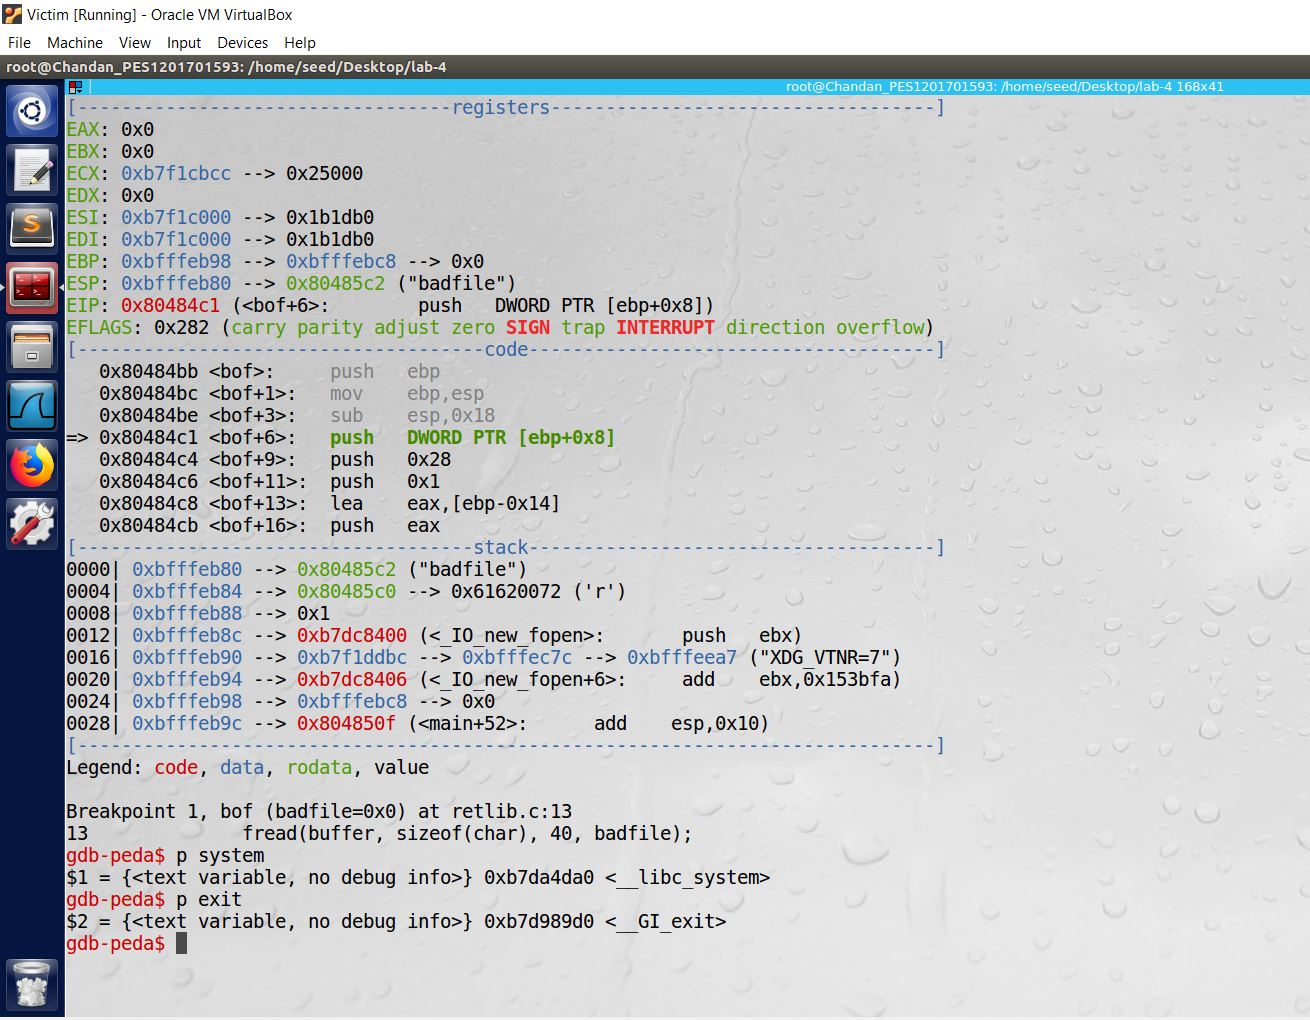 Victim [Running] - Oracle VM VirtualBox
File Machine View Input Devices Help
root@Chandan_PES1201701593: /home/seed/Desktop/lab-4
root@Chandan_PES1201701593: /home/seed/Desktop/lab-4 168x41
[----------------------------------registers-----------------------------------]
EAX: 0x0
EBX: 0x0
ECX: 0xb7f1cbcc --> 0x25000
EDX: 0x0
ESI: 0xb7f1c000 --> 0x1b1db0
EDI: 0xb7f1c000 --> 0x1b1db0
EBP: 0xbfffeb98 --> 0xbfffebc8 --> 0x0
ESP: 0xbfffeb80 --> 0x80485c2 ("badfile")
EIP: 0x80484c1 (<bof+6>: push DWORD PTR [ebp+0x8])
EFLAGS: 0x282 (carry parity adjust zero SIGN trap INTERRUPT direction overflow)
[-------------------------------------code-------------------------------------]
0x80484bb <bof>: push ebp
0x80484bc <bof+1>: mov ebp,esp
0x80484be <bof+3>: sub esp,0x18
=> 0x80484c1 <bof+6>: push DWORD PTR [ebp+0x8]
0x80484c4 <bof+9>: push 0x28
0x80484c6 <bof+11>: push 0x1
0x80484c8 <bof+13>: lea eax,[ebp-0x14]
0x80484cb <bof+16>: push eax
[------------------------------------stack-------------------------------------]
0000| 0xbfffeb80 --> 0x80485c2 ("badfile")
0004| 0xbfffeb84 --> 0x80485c0 --> 0x61620072 ('r')
0008| 0xbfffeb88 --> 0x1
0012| 0xbfffeb8c --> 0xb7dc8400 (<_IO_new_fopen>: push ebx)
0016| 0xbfffeb90 --> 0xb7f1ddbc --> 0xbfffec7c --> 0xbfffeea7 ("XDG_VTNR=7")
0020| 0xbfffeb94 --> 0xb7dc8406 (<_IO_new_fopen+6>: add ebx,0x153bfa)
0024| 0xbfffeb98 --> 0xbfffebc8 --> 0x0
0028| 0xbfffeb9c --> 0x804850f (<main+52>: add esp,0x10)
[------------------------------------------------------------------------------]
Legend: code, data, rodata, value
Breakpoint 1, bof (badfile=0x0) at retlib.c:13
13 fread(buffer, sizeof(char), 40, badfile);
gdb-peda$ p system
$1 = {<text variable, no debug info>} 0xb7da4da0 <__libc_system>
gdb-peda$ p exit
$2 = {<text variable, no debug info>} 0xb7d989d0 <__GI_exit>
gdb-peda$